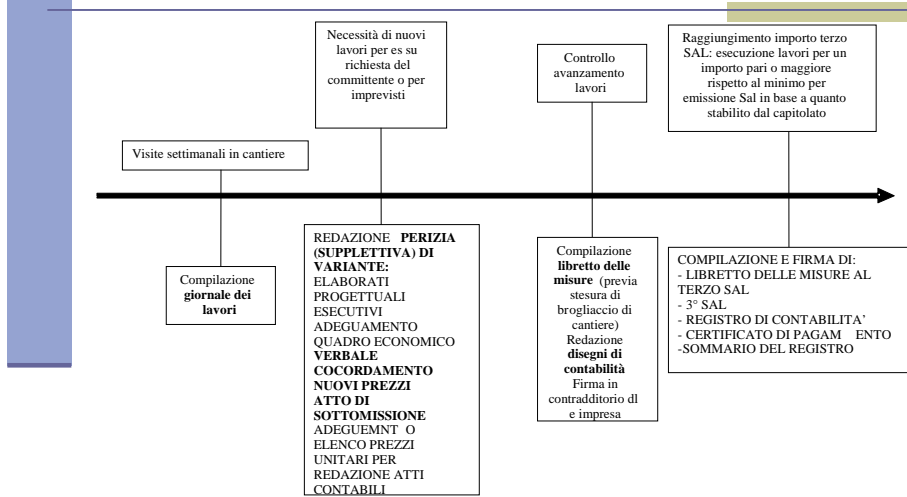 Necessità di nuovi
lavori per es su
richiesta del
committente o per
imprevisti
Controllo
avanzamento
lavori
Raggiungimento importo terzo
SAL: esecuzione lavori per un
importo pari o maggiore
rispetto al minimo per
emissione Sal in base a quanto
stabilito dal capitolato
Visite settimanali in cantiere
Compilazione
giornale dei
lavori
REDAZIONE PERIZIA
(SUPPLETTIVA) DI
VARIANTE:
ELABORATI
PROGETTUALI
ESECUTIVI
ADEGUAMENTO
QUADRO ECONOMICO
VERBALE
COCORDAMENTO
NUOVI PREZZI
ATTO DI
SOTTOMISSIONE
ADEGUEMNT O
ELENCO PREZZI
UNITARI PER
REDAZIONE ATTI
CONTABILI
Compilazione
libretto delle
misure (previa
stesura di
brogliaccio di
cantiere)
Redazione
disegni di
contabilità
Firma in
contradditorio dl
e impresa
COMPILAZIONE E FIRMA DI:
- LIBRETTO DELLE MISURE AL
TERZO SAL
- 3° SAL
- REGISTRO DI CONTABILITA’
- CERTIFICATO DI PAGAM ENTO
-SOMMARIO DEL REGISTRO